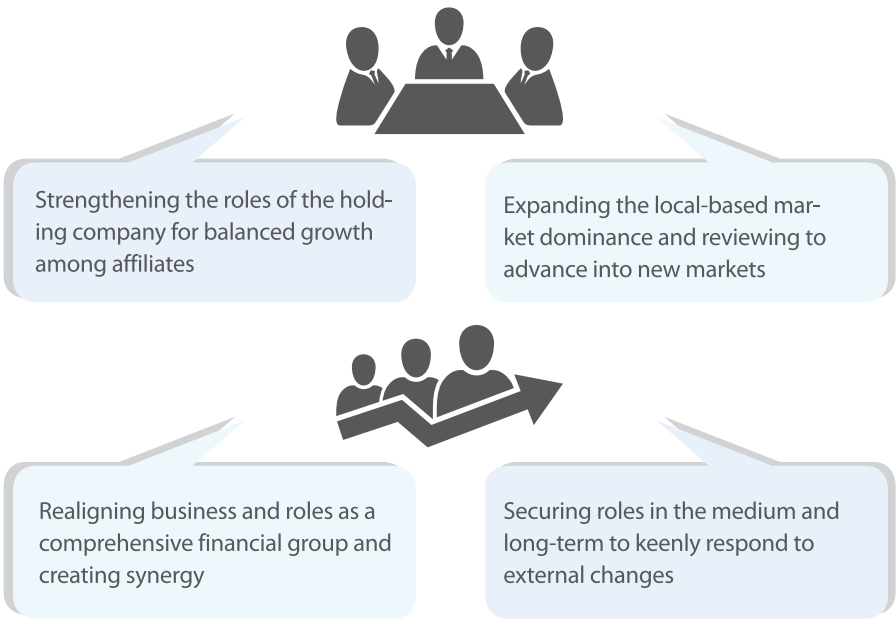 Strengthening the roles of the hold-
ing company for balanced growth
among affiliates
Expanding the local-based mar-
ket dominance and reviewing to
advance into new markets
Realigning business and roles as a
comprehensive financial group and
creating synergy
Securing roles in the medium and
long-term to keenly respond to
external changes